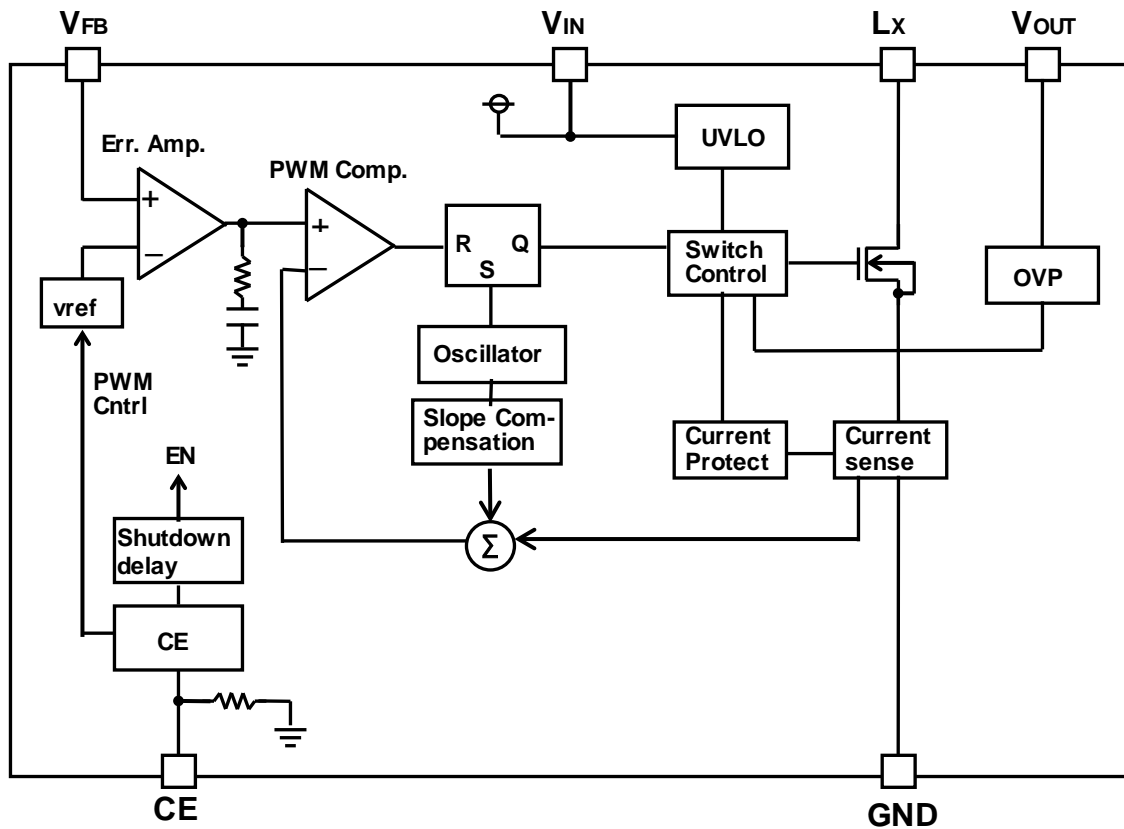 VFB
VIN
LX
VOUT
Err. Amp.
PWM Comp.
UVLO
+
−
+
−
R
Q
S
Switch
Control
OVP
vref
Oscillator
PWM
Cntrl
Slope Com-
pensation
Current
Protect
Current
sense
EN
Shutdown
delay
Σ
CE
CE
GND